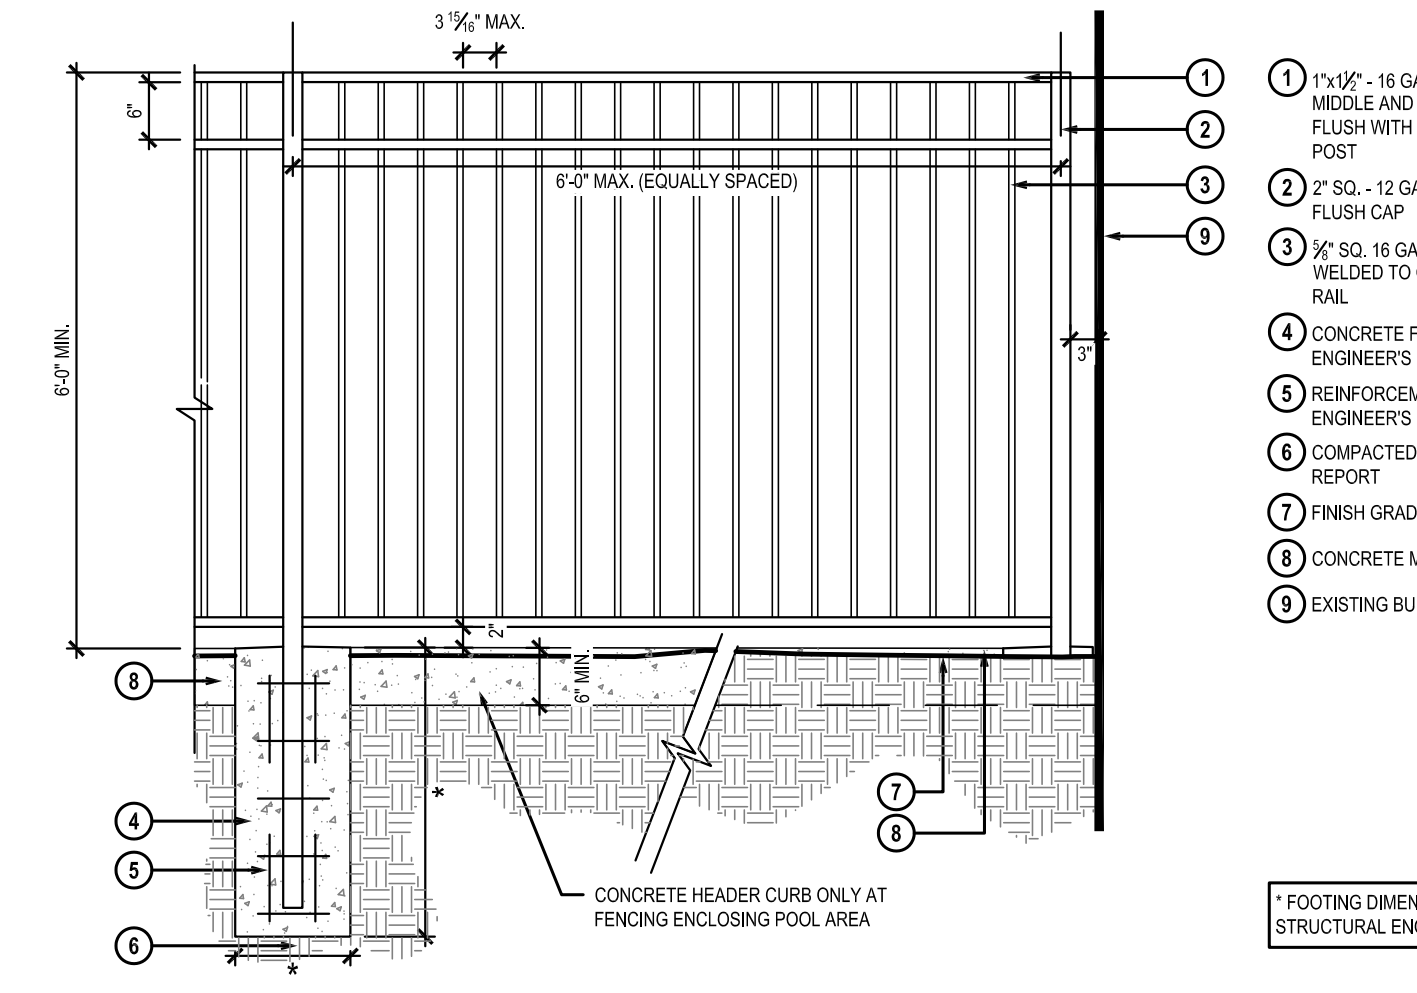 3 15/16" MAX.
6"
6'-0" MAX. (EQUALLY SPACED)
6'-0" MIN.
3"
2"
6" MIN.
1
2
3
9
8
4
5
6
7
8
*
*
CONCRETE HEADER CURB ONLY AT
FENCING ENCLOSING POOL AREA
1 1"x1½" - 16 GA
MIDDLE AND
FLUSH WITH
POST
2 2" SQ. - 12 GA
FLUSH CAP
3 ⅝" SQ. 16 GA
WELDED TO
RAIL
4 CONCRETE F
ENGINEER'S
5 REINFORCEM
ENGINEER'S
6 COMPACTED
REPORT
7 FINISH GRAD
8 CONCRETE M
9 EXISTING BU
* FOOTING DIMEN
STRUCTURAL ENG